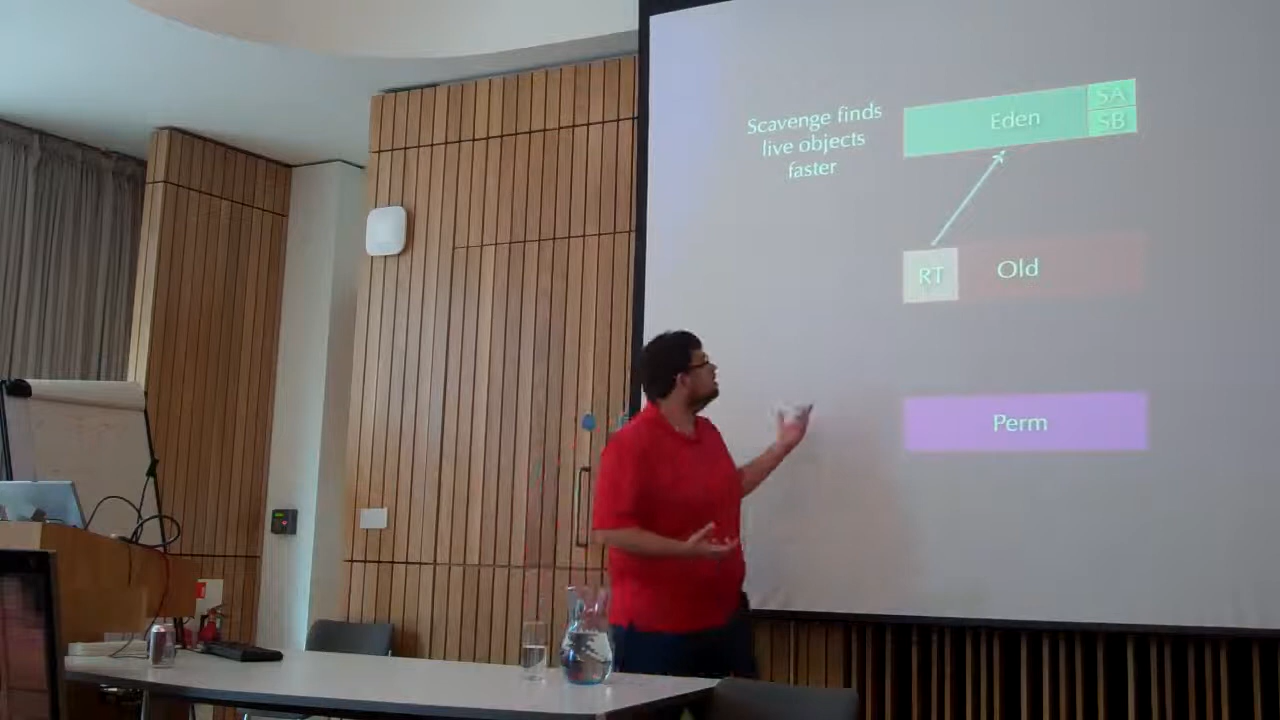 Scavenge finds
live objects
faster
Eden
SA
SB
RT
Old
Perm